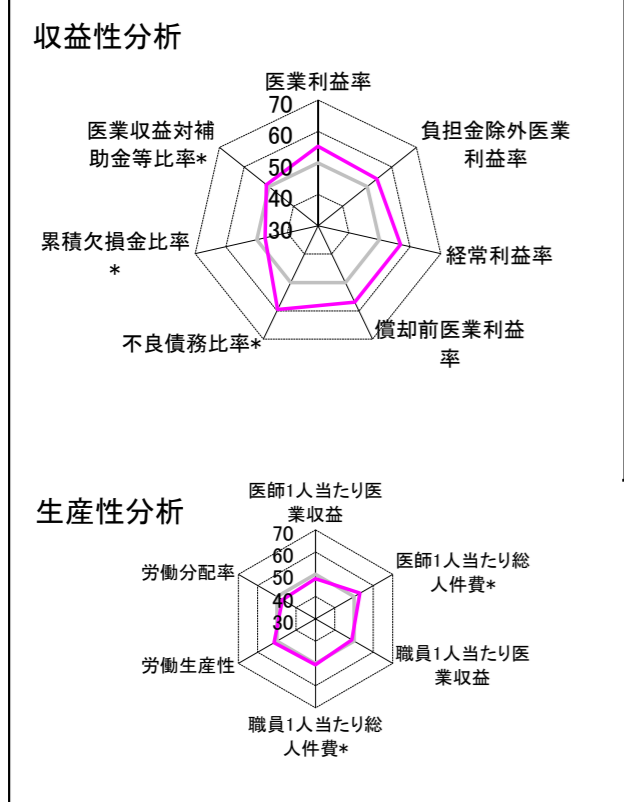 収益性分析
医業利益率
70
60
50
40
30
負担金除外医業
利益率
経常利益率
償却前医業利益
率
不良債務比率*
累積欠損金比率
*
医業収益対補
助金等比率*
生産性分析
医師1人当たり医
業収益
70
60
50
40
30
医師1人当たり総
人件費*
職員1人当たり医
業収益
職員1人当たり総
人件費*
労働生産性
労働分配率